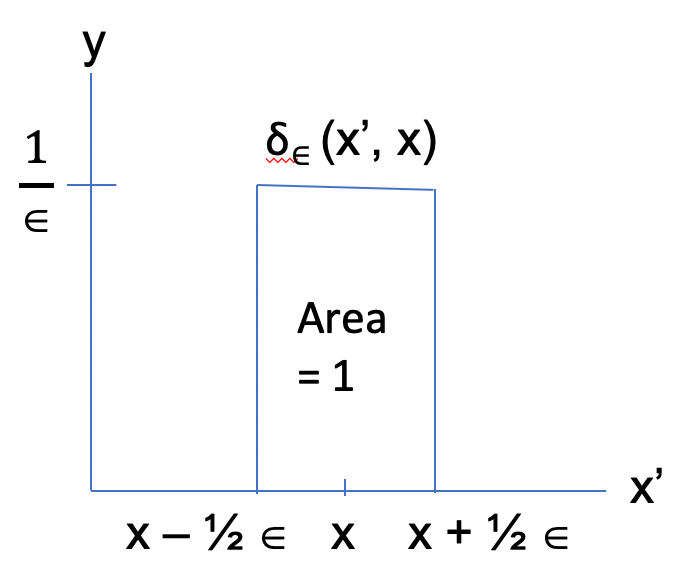 y
1
∈
δ∈ (x’, x)
Area
= 1
x’
x – ½ ∈
x
x + ½ ∈